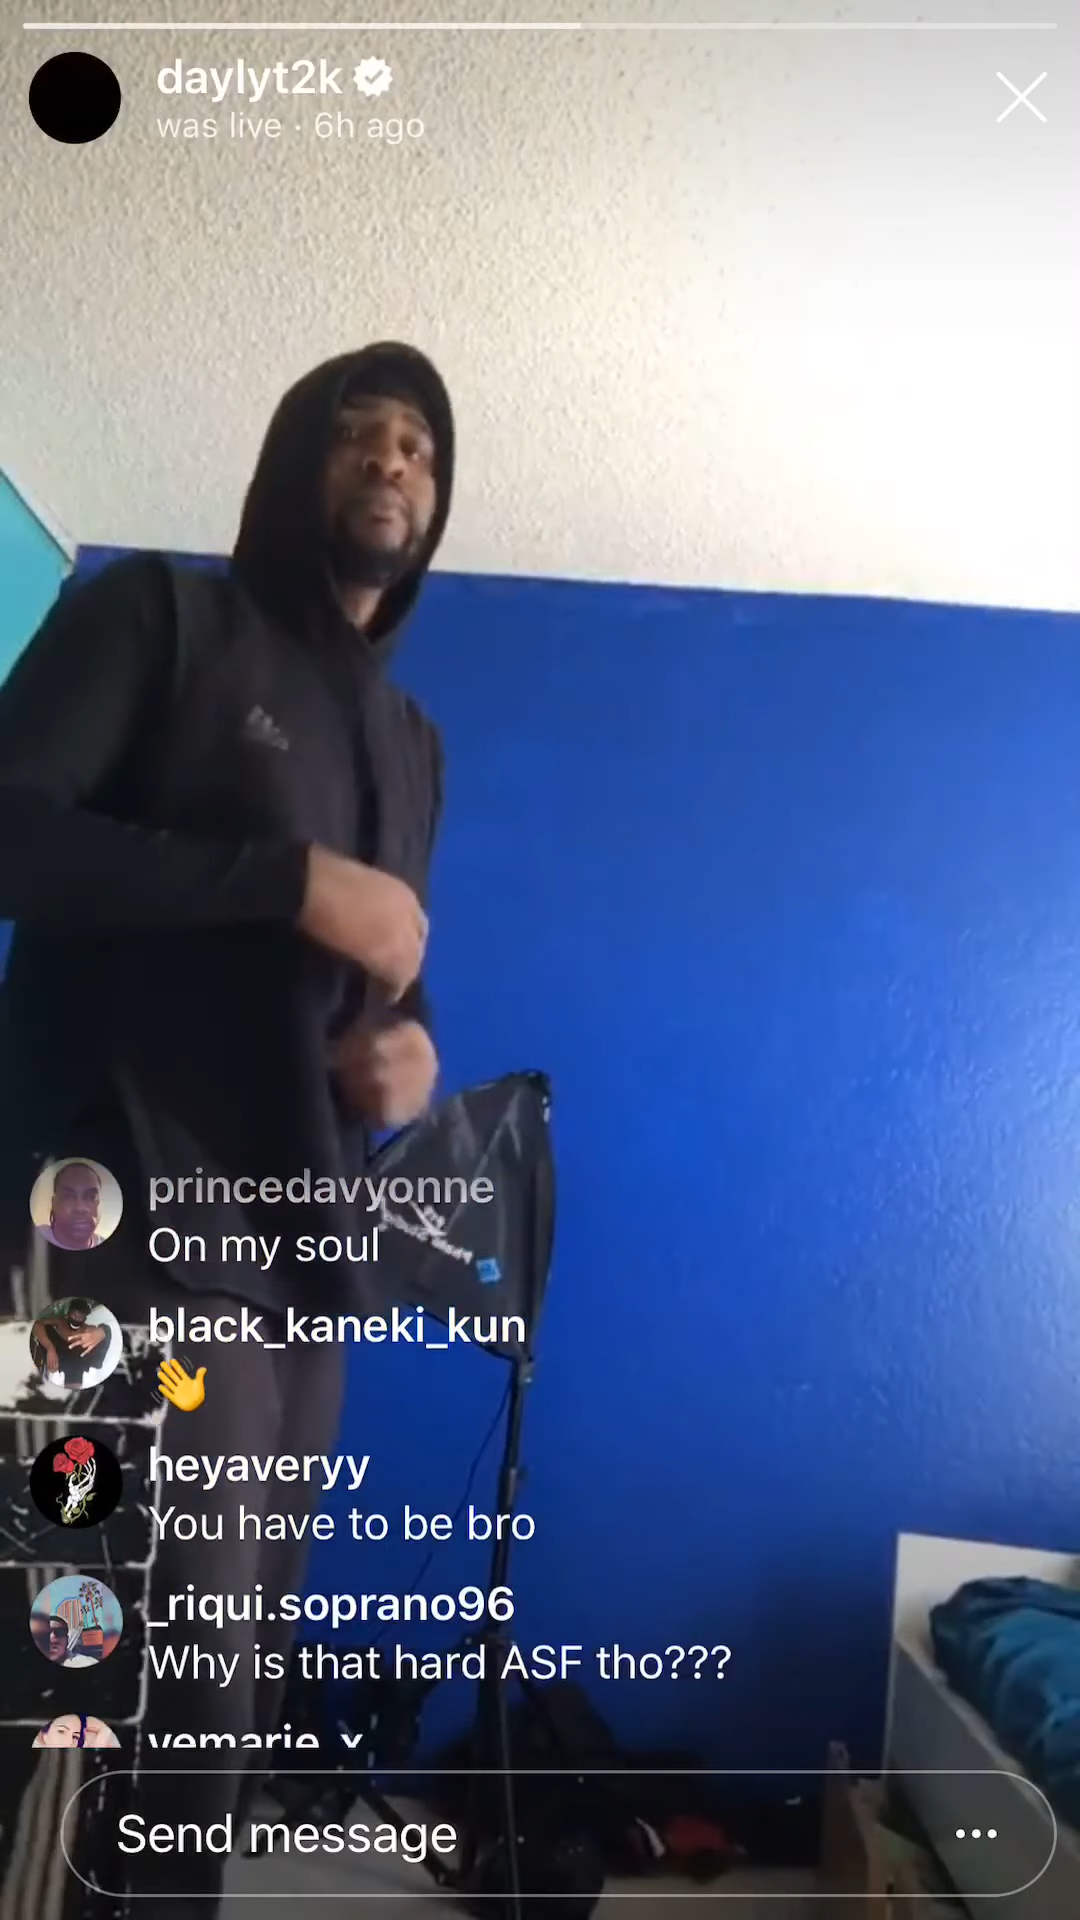 daylyt2k
was live · 6h ago
princedavyonne
On my soul
black_kaneki_kun
👋
heyaveryy
You have to be bro
_riqui.soprano96
Why is that hard ASF tho???
vemarie_x
Send message